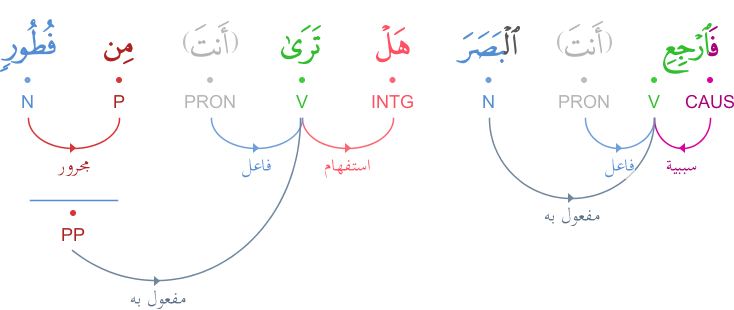 فَٱرْجِعِ (أَنتَ) ٱلْبَصَرَ هَلْ تَرَىٰ (أَنتَ) مِن فُطُورٍ
CAUS V PRON N INTG V PRON P N
سببية فاعل استفهام فاعل مجرور
مفعول به
PP
مفعول به